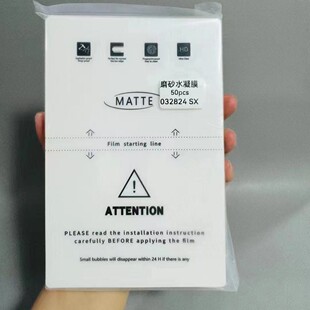 HD
MATTE
磨砂水凝膜
50pcs
032824 SX
Film starting line
ATTENTION
PLEASE read the installation instruction
carefully BEFORE applying the film
Small bubbles will disappear within 24 H if there is any